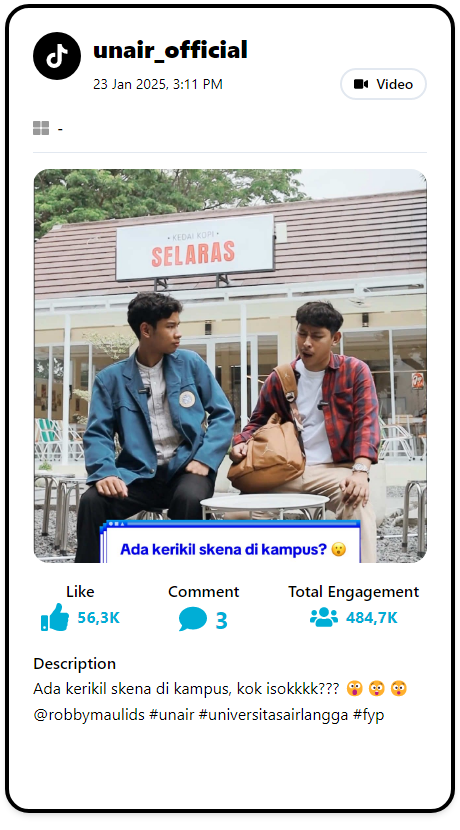 unair_official
23 Jan 2025, 3:11 PM
Video
-
• KEDAI KOPI •
SELARAS
Ada kerikil skena di kampus? 😮
Like
Comment
Total Engagement
56,3K
3
484,7K
Description
Ada kerikil skena di kampus, kok isokkkk??? 😲 😲 😲
@robbymaulids #unair #universitasairlangga #fyp